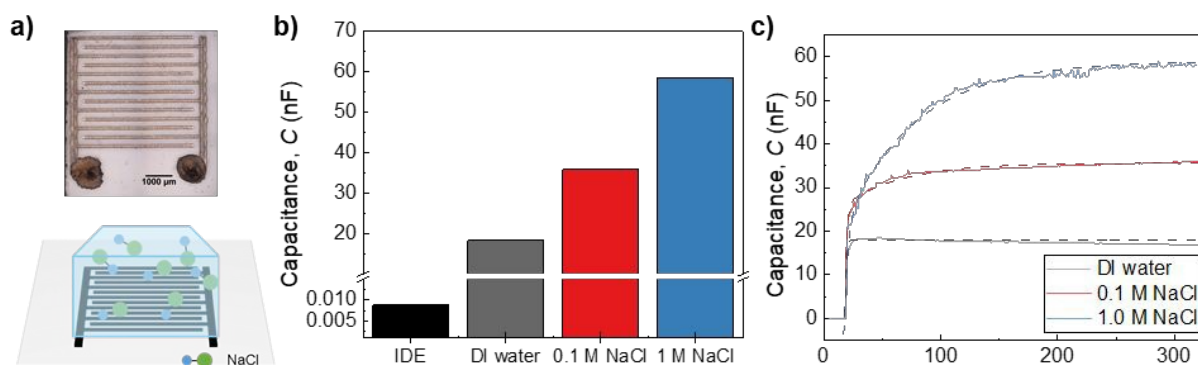 a)
1000 µm
NaCl
b)
Capacitance, C (nF)
70
60
50
40
30
20
0.010
0.005
IDE
DI water
0.1 M NaCl
1 M NaCl
c)
Capacitance, C (nF)
60
50
40
30
20
10
0
DI water
0.1 M NaCl
1.0 M NaCl
0
100
200
300